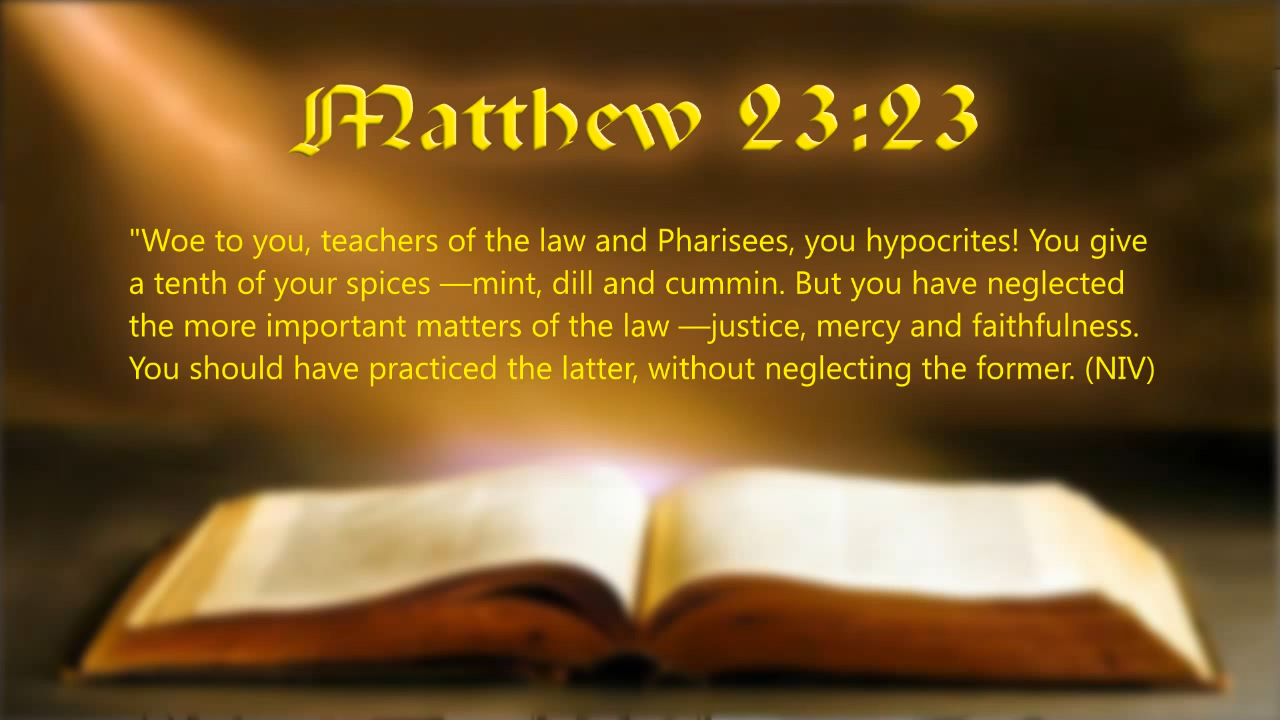 Matthew 23:23
"Woe to you, teachers of the law and Pharisees, you hypocrites! You give
a tenth of your spices —mint, dill and cummin. But you have neglected
the more important matters of the law —justice, mercy and faithfulness.
You should have practiced the latter, without neglecting the former. (NIV)